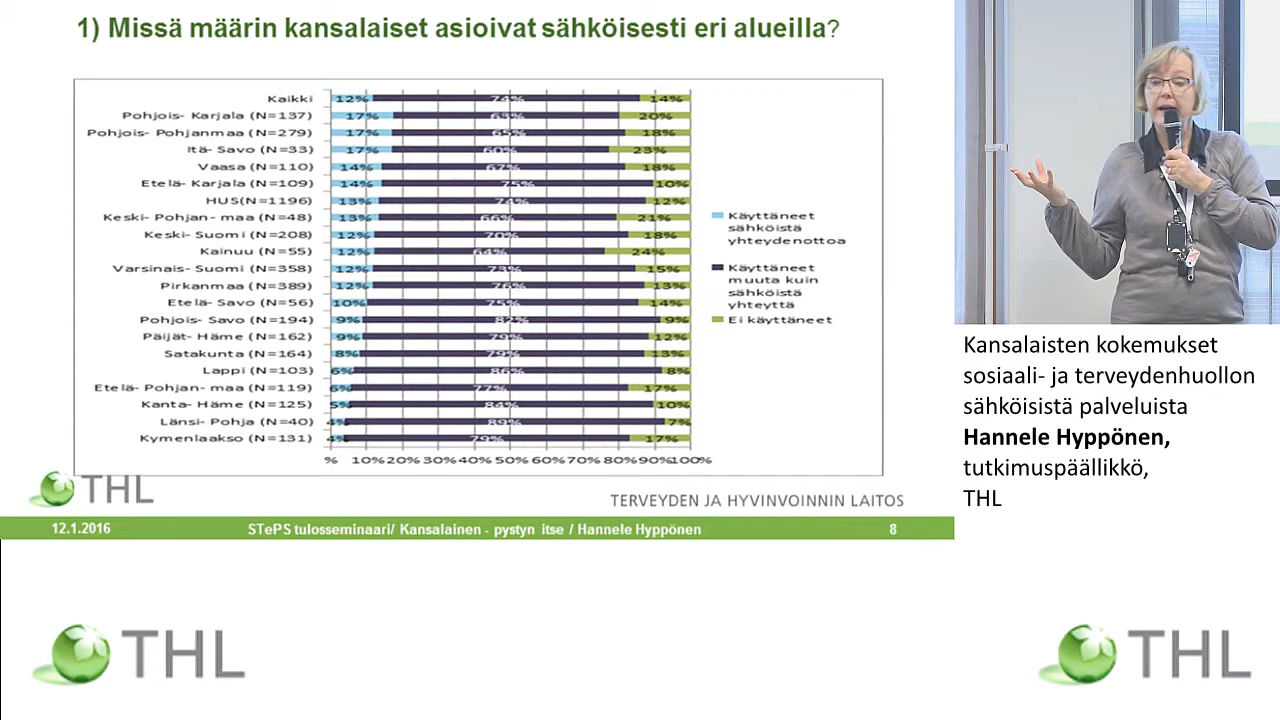 1) Missä määrin kansalaiset asioivat sähköisesti eri alueilla?
Kaikki 12% 74% 14%
Pohjois- Karjala (N=137) 17% 63% 20%
Pohjois- Pohjanmaa (N=279) 17% 65% 18%
Itä- Savo (N=33) 17% 60% 23%
Vaasa (N=110) 14% 67% 18%
Etelä- Karjala (N=109) 14% 75% 10%
HUS(N=1196) 13% 74% 12%
Keski- Pohjan- maa (N=48) 13% 66% 21%
Keski- Suomi (N=208) 12% 70% 18%
Kainuu (N=55) 12% 64% 24%
Varsinais- Suomi (N=358) 12% 73% 15%
Pirkanmaa (N=389) 12% 76% 13%
Etelä- Savo (N=56) 10% 75% 14%
Pohjois- Savo (N=194) 9% 82% 9%
Päijät- Häme (N=162) 9% 79% 12%
Satakunta (N=164) 8% 79% 13%
Lappi (N=103) 6% 86% 8%
Etelä- Pohjan- maa (N=119) 6% 77% 17%
Kanta- Häme (N=125) 5% 84% 10%
Länsi- Pohja (N=40) 4% 89% 7%
Kymenlaakso (N=131) 4% 79% 17%
% 10% 20% 30% 40% 50% 60% 70% 80% 90% 100%
Käyttäneet
sähköistä
yhteydenottoa
Käyttäneet
muuta kuin
sähköistä
yhteyttä
Ei käyttäneet
THL
TERVEYDEN JA HYVINVOINNIN LAITOS
12.1.2016 STePS tulosseminaari/ Kansalainen - pystyn itse / Hannele Hyppönen 8
Kansalaisten kokemukset
sosiaali- ja terveydenhuollon
sähköisistä palveluista
Hannele Hyppönen,
tutkimuspäällikkö,
THL
THL
THL